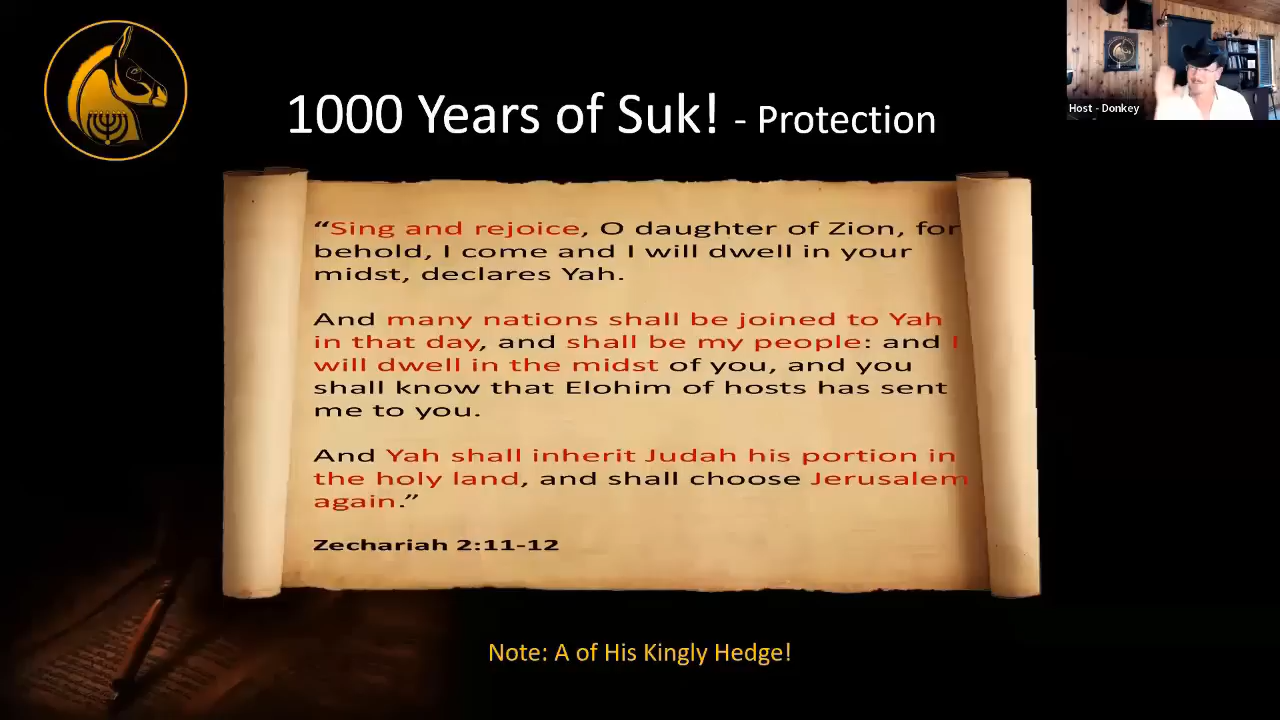 1000 Years of Suk! - Protection
Host - Donkey
“Sing and rejoice, O daughter of Zion, for
behold, I come and I will dwell in your
midst, declares Yah.
And many nations shall be joined to Yah
in that day, and shall be my people: and I
will dwell in the midst of you, and you
shall know that Elohim of hosts has sent
me to you.
And Yah shall inherit Judah his portion in
the holy land, and shall choose Jerusalem
again.”
Zechariah 2:11-12
Note: A of His Kingly Hedge!